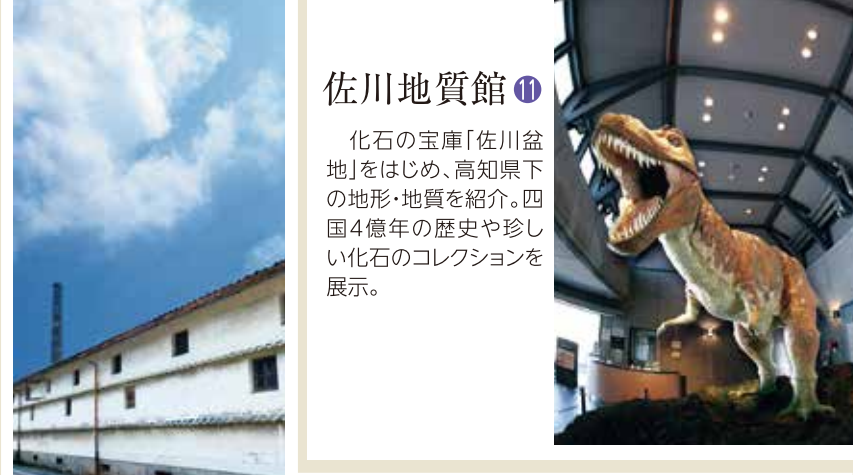 佐川地質館⓫
　化石の宝庫｢佐川盆
地｣をはじめ、高知県下
の地形・地質を紹介。四
国4億年の歴史や珍し
い化石のコレクションを
展示。